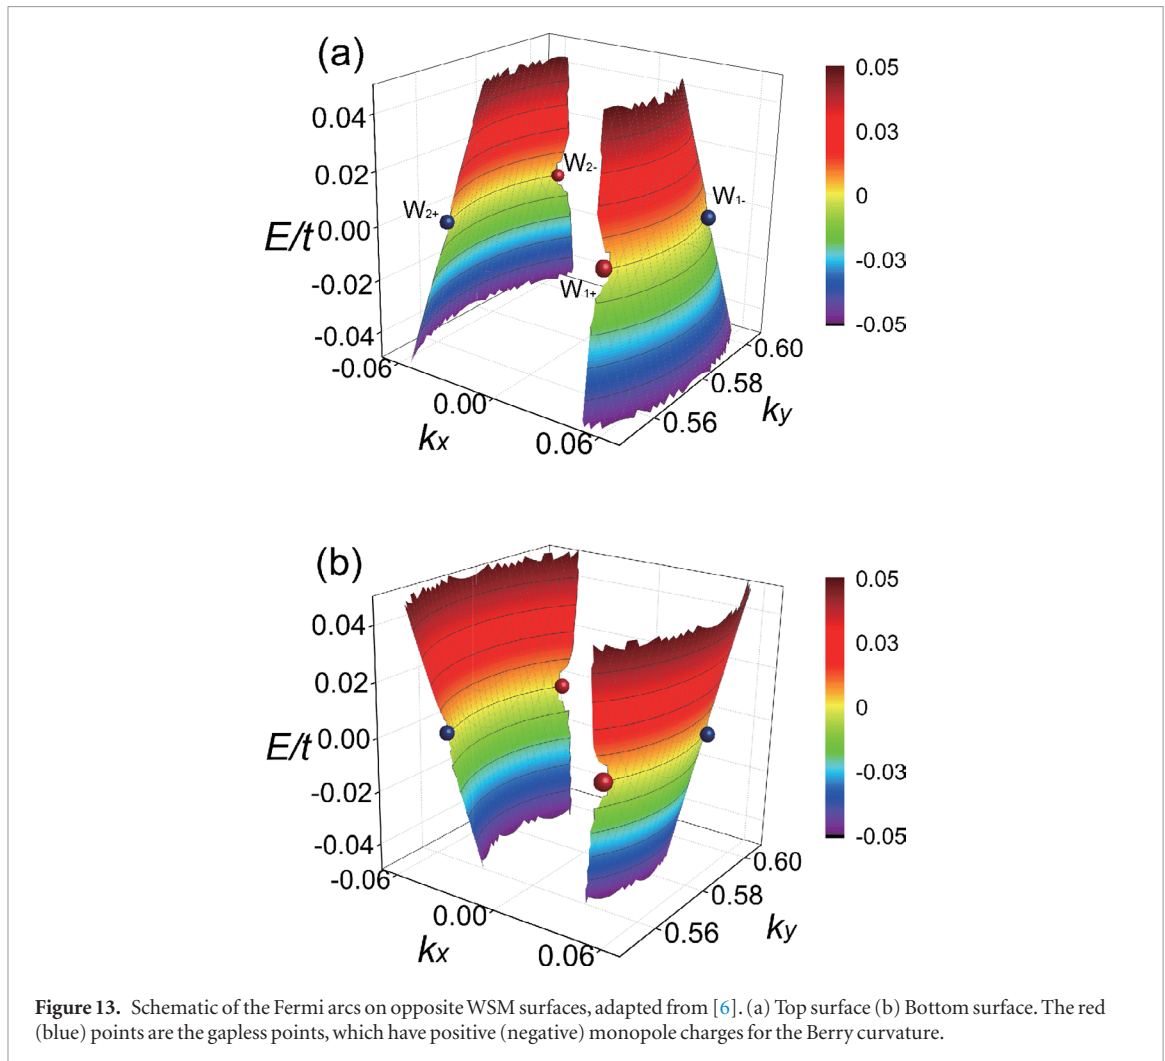 (a)
0.04
0.02
E/t 0.00
-0.02
-0.04
-0.06
0.00
0.06
kx
0.56
0.58
0.60
ky
W2+
W2-
W1+
W1-
0.05
0.03
0
-0.03
-0.05
(b)
0.04
0.02
E/t 0.00
-0.02
-0.04
-0.06
0.00
0.06
kx
0.56
0.58
0.60
ky
0.05
0.03
0
-0.03
-0.05
Figure 13. Schematic of the Fermi arcs on opposite WSM surfaces, adapted from [6]. (a) Top surface (b) Bottom surface. The red
(blue) points are the gapless points, which have positive (negative) monopole charges for the Berry curvature.